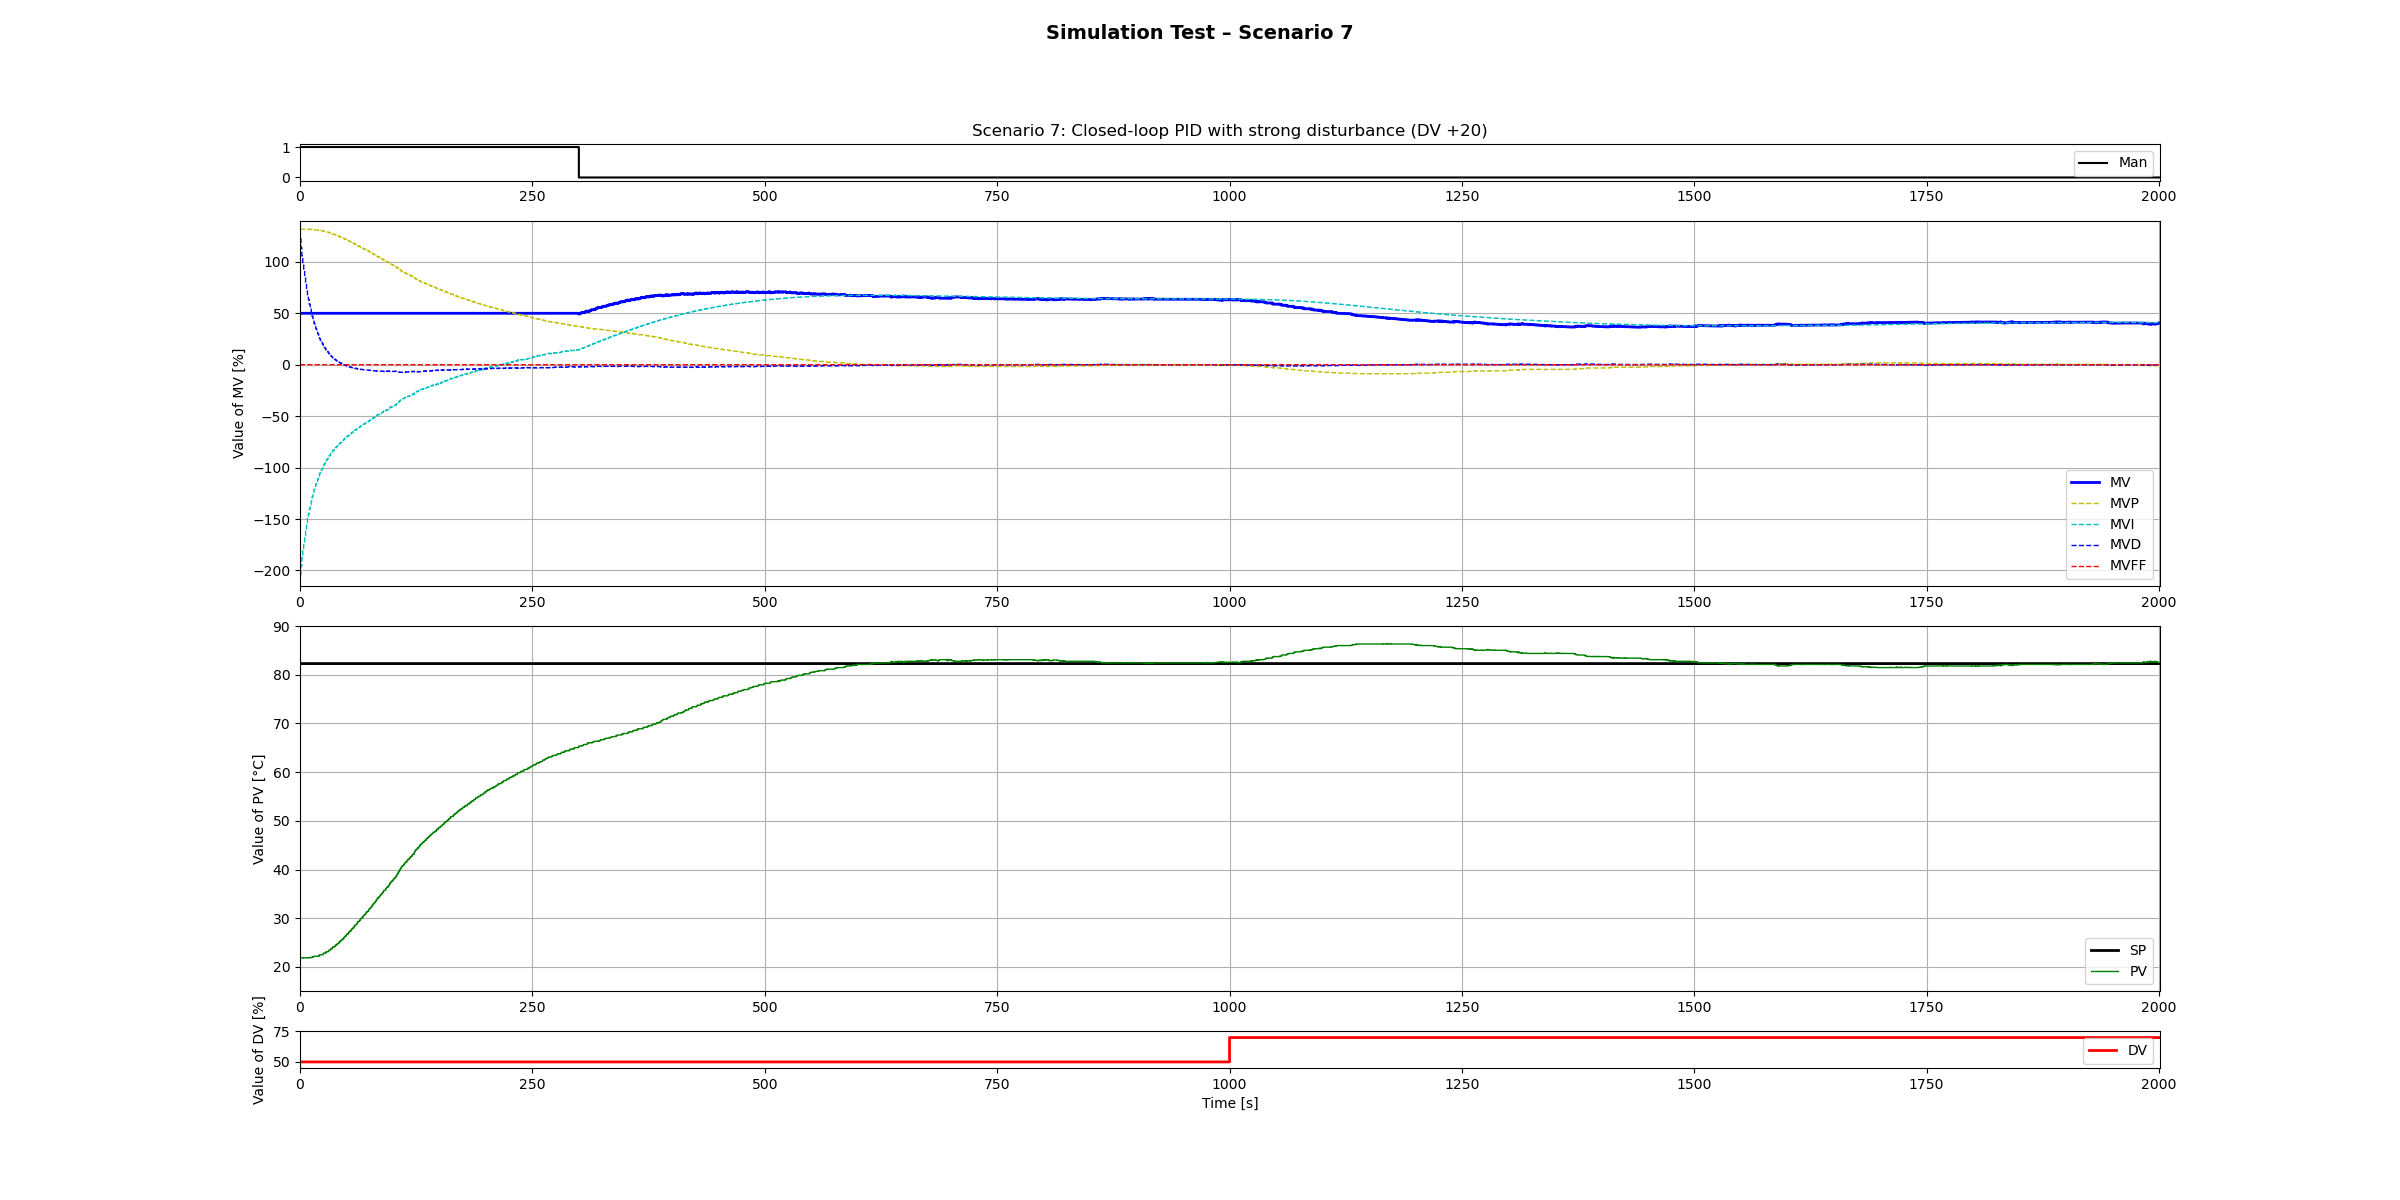 Simulation Test – Scenario 7
Scenario 7: Closed-loop PID with strong disturbance (DV +20)
1
0
Man
0 250 500 750 1000 1250 1500 1750 2000
Value of MV [%]
100
50
0
−50
−100
−150
−200
MV
MVP
MVI
MVD
MVFF
0 250 500 750 1000 1250 1500 1750 2000
Value of PV [°C]
90
80
70
60
50
40
30
20
SP
PV
0 250 500 750 1000 1250 1500 1750 2000
Value of DV [%]
75
50
DV
0 250 500 750 1000 1250 1500 1750 2000
Time [s]